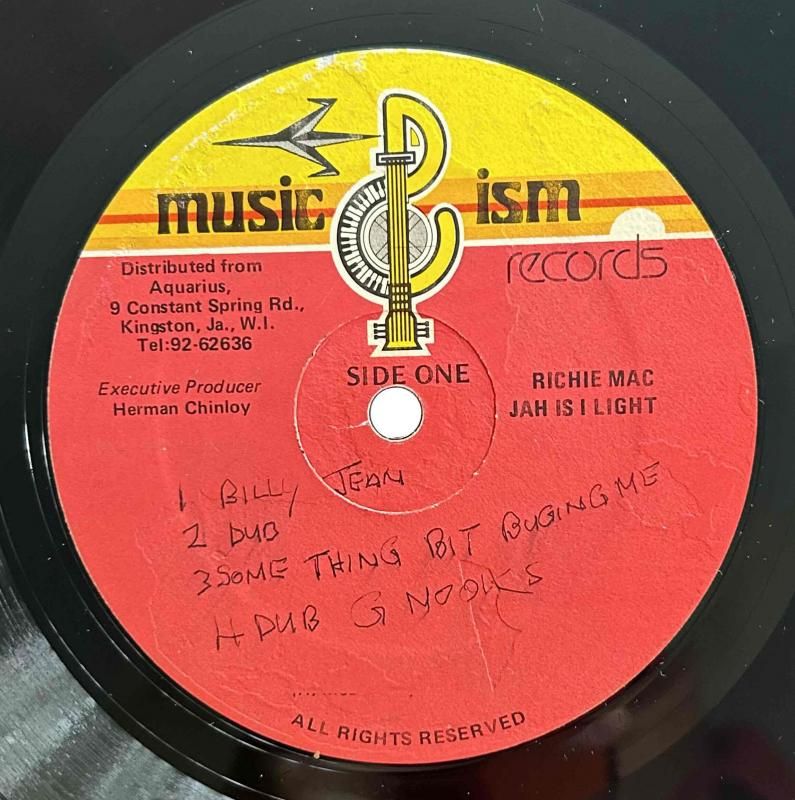 music ism
records
Distributed from
Aquarius,
9 Constant Spring Rd.,
Kingston, Ja., W.I.
Tel:92-62636
Executive Producer
Herman Chinloy
SIDE ONE
RICHIE MAC
JAH IS I LIGHT
1 BILLY JEAN
2 DUB
3 SOME THING BIT BUGING ME
4 DUB G NOOKS
ALL RIGHTS RESERVED